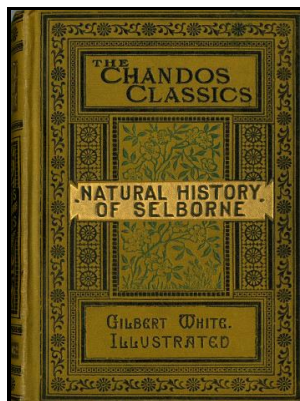 THE
CHANDOS
CLASSICS
.NATURAL HISTORY.
OF SELBORNE
GILBERT WHITE.
ILLUSTRATED